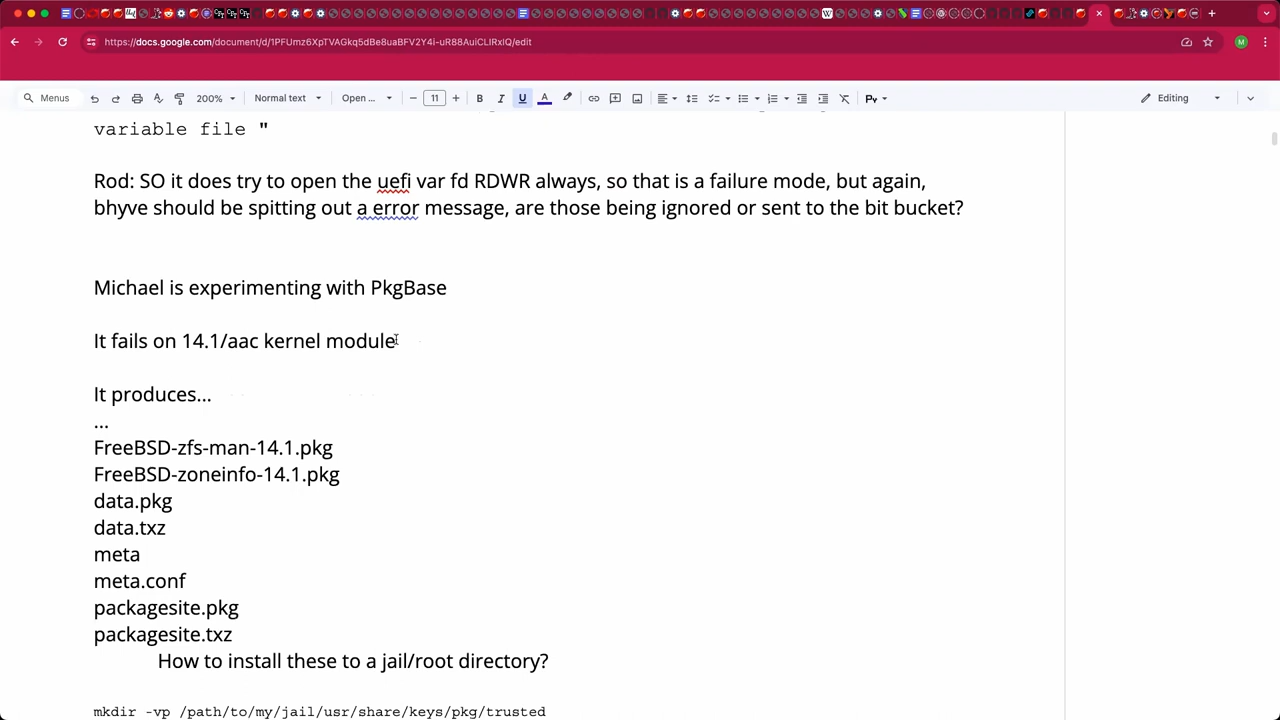 https://docs.google.com/document/d/1PFUmz6XpTVAGkq5dBe8uaBFV2Y4i-uR88AuiCLIRxIQ/edit
M
Menus
200%
Normal text
Open ...
11
Editing
variable file "
Rod: SO it does try to open the uefi var fd RDWR always, so that is a failure mode, but again,
bhyve should be spitting out a error message, are those being ignored or sent to the bit bucket?
Michael is experimenting with PkgBase
It fails on 14.1/aac kernel module
It produces...
...
FreeBSD-zfs-man-14.1.pkg
FreeBSD-zoneinfo-14.1.pkg
data.pkg
data.txz
meta
meta.conf
packagesite.pkg
packagesite.txz
How to install these to a jail/root directory?
mkdir -vp /path/to/my/jail/usr/share/keys/pkg/trusted